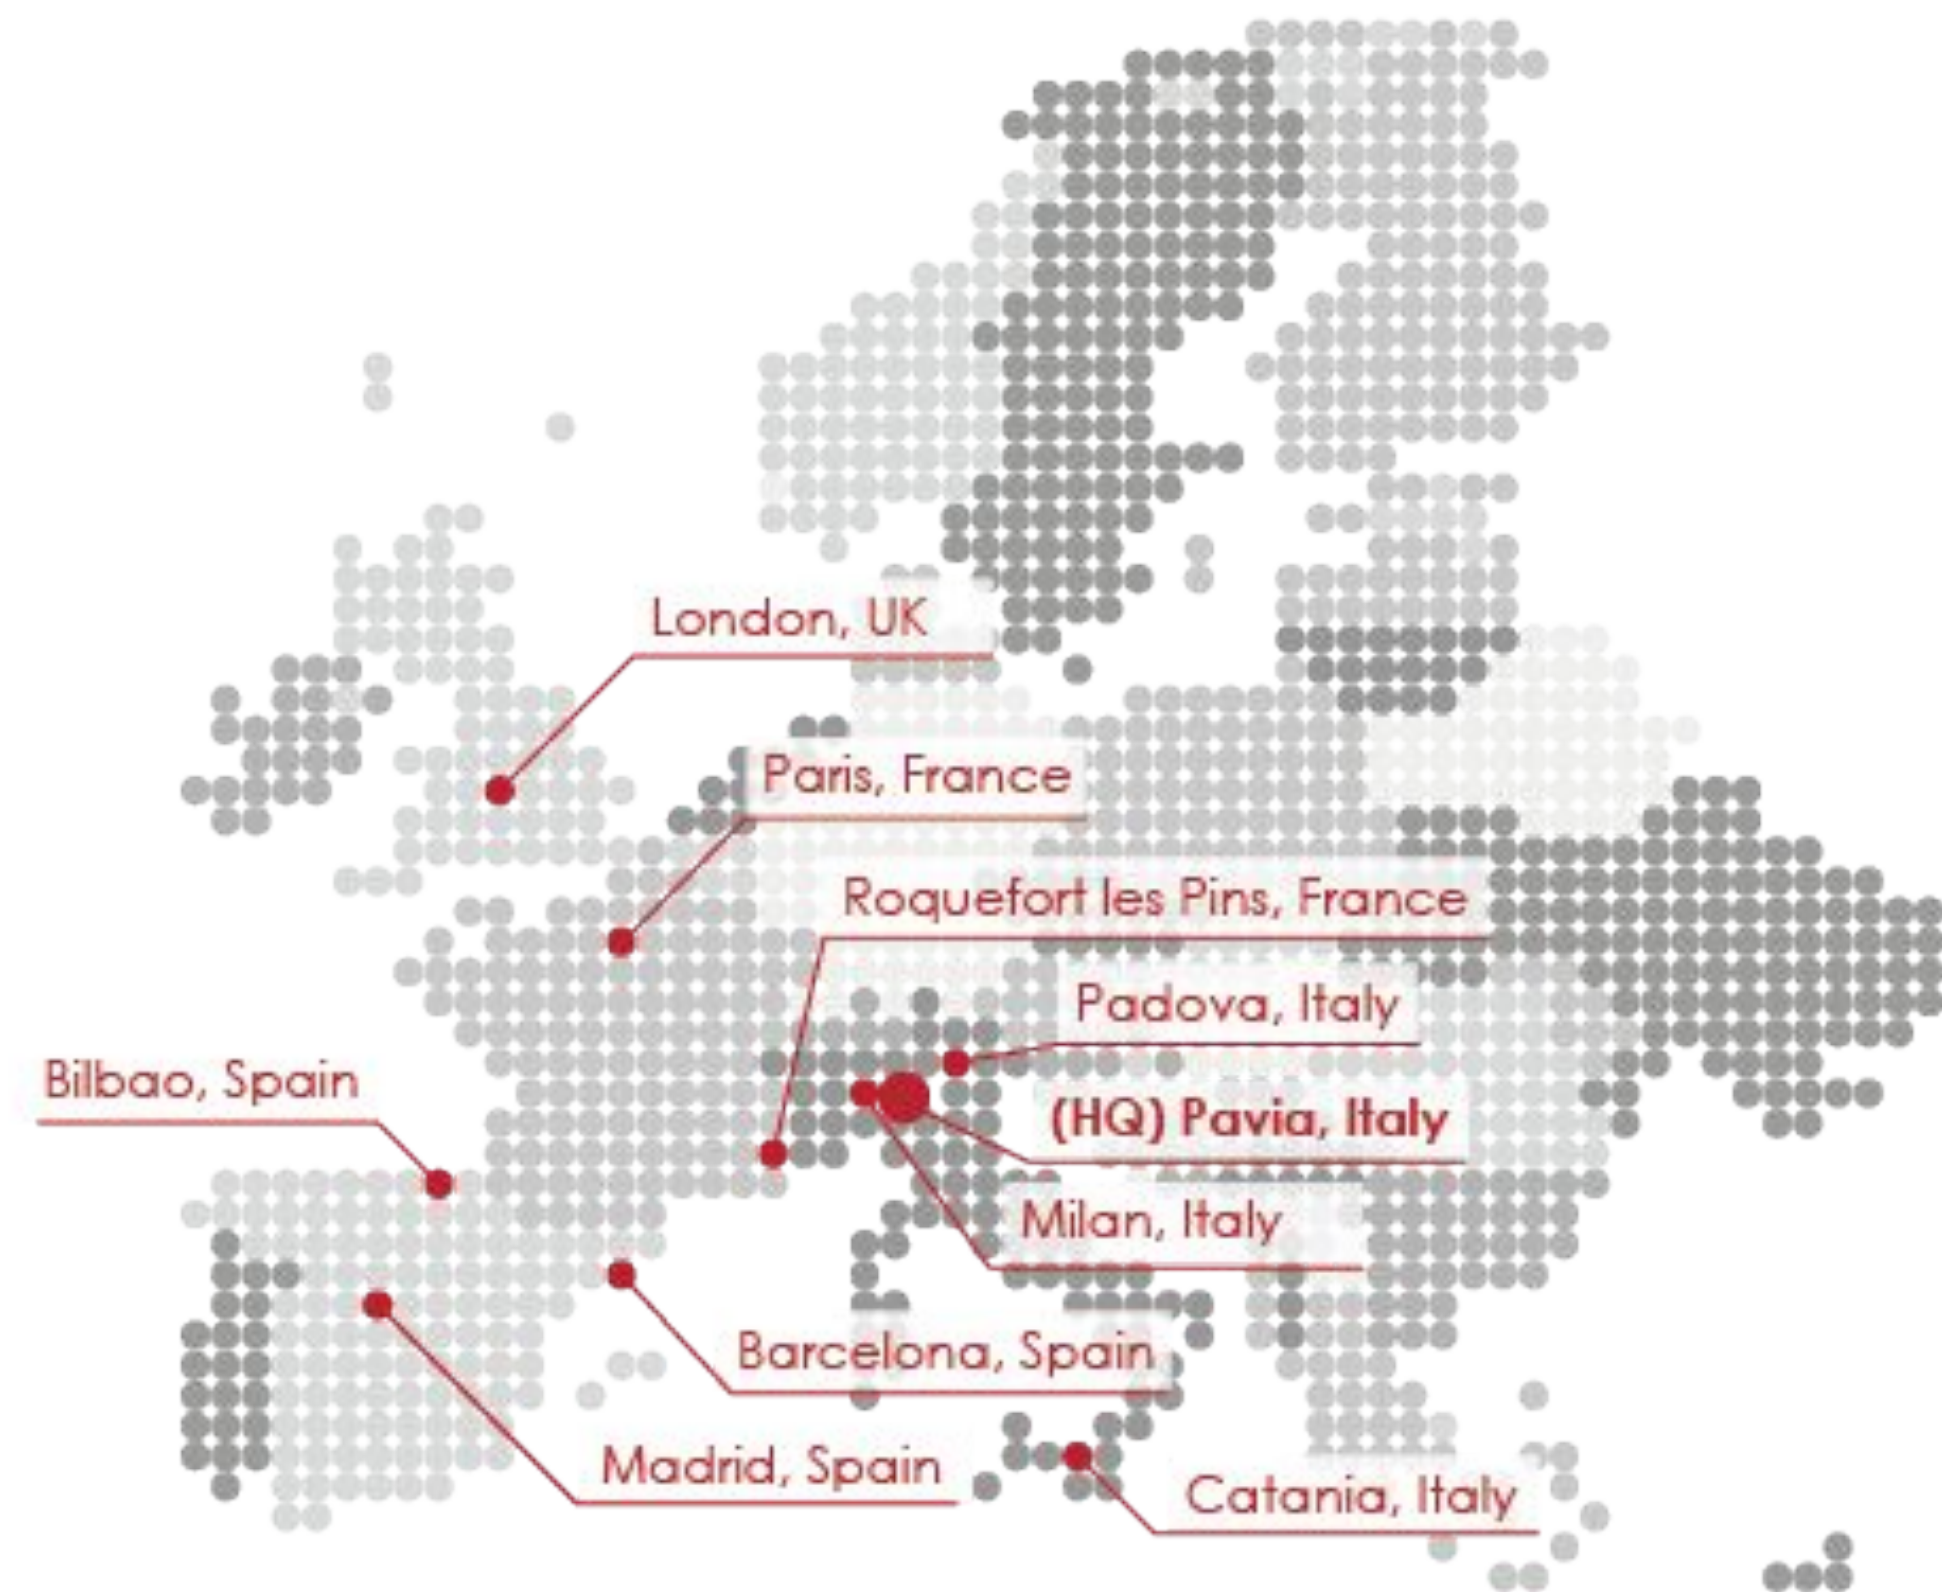 London, UK
Paris, France
Roquefort les Pins, France
Padova, Italy
Bilbao, Spain
(HQ) Pavia, Italy
Milan, Italy
Barcelona, Spain
Madrid, Spain
Catania, Italy